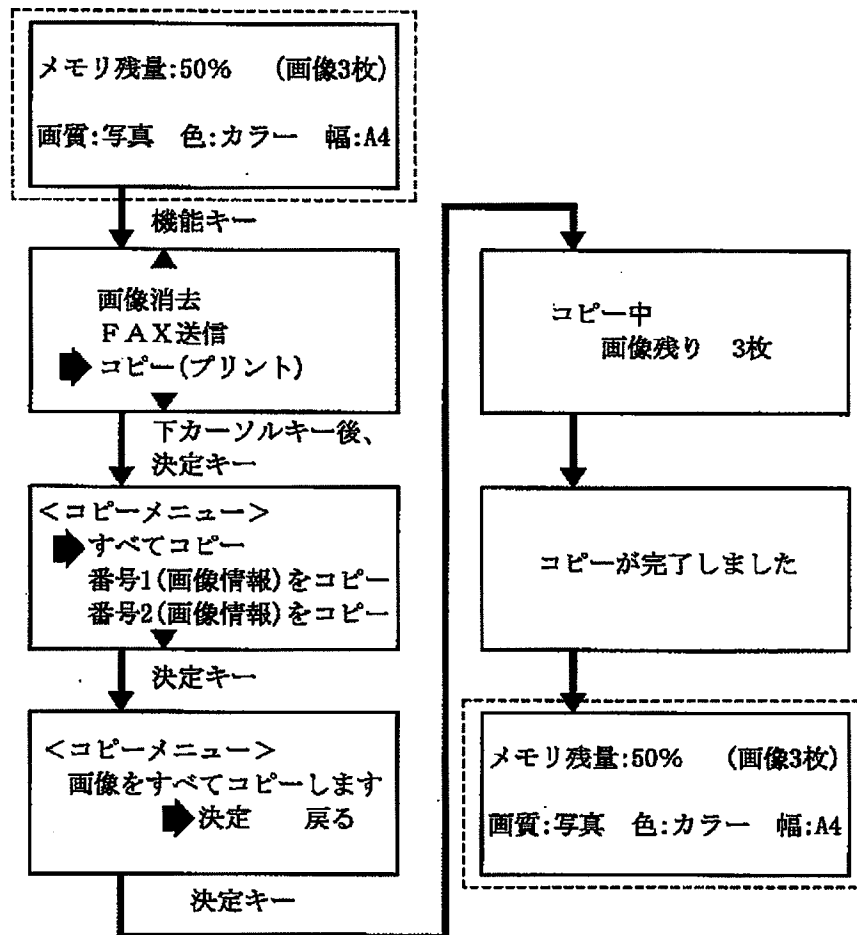 メモリ残量:50% (画像3枚)
画質:写真 色:カラー 幅:A4
機能キー
画像消去
FAX送信
コピー(プリント)
下カーソルキー後、
決定キー
<コピーメニュー>
すべてコピー
番号1(画像情報)をコピー
番号2(画像情報)をコピー
決定キー
<コピーメニュー>
画像をすべてコピーします
決定 戻る
決定キー
コピー中
画像残り 3枚
コピーが完了しました
メモリ残量:50% (画像3枚)
画質:写真 色:カラー 幅:A4